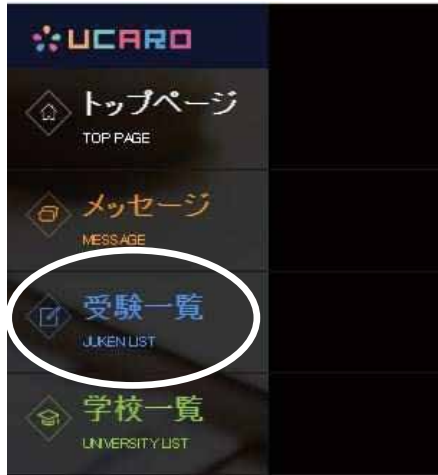 UCARO
トップページ
TOP PAGE
メッセージ
MESSAGE
受験一覧
JUKEN LIST
学校一覧
UNIVERSITY LIST